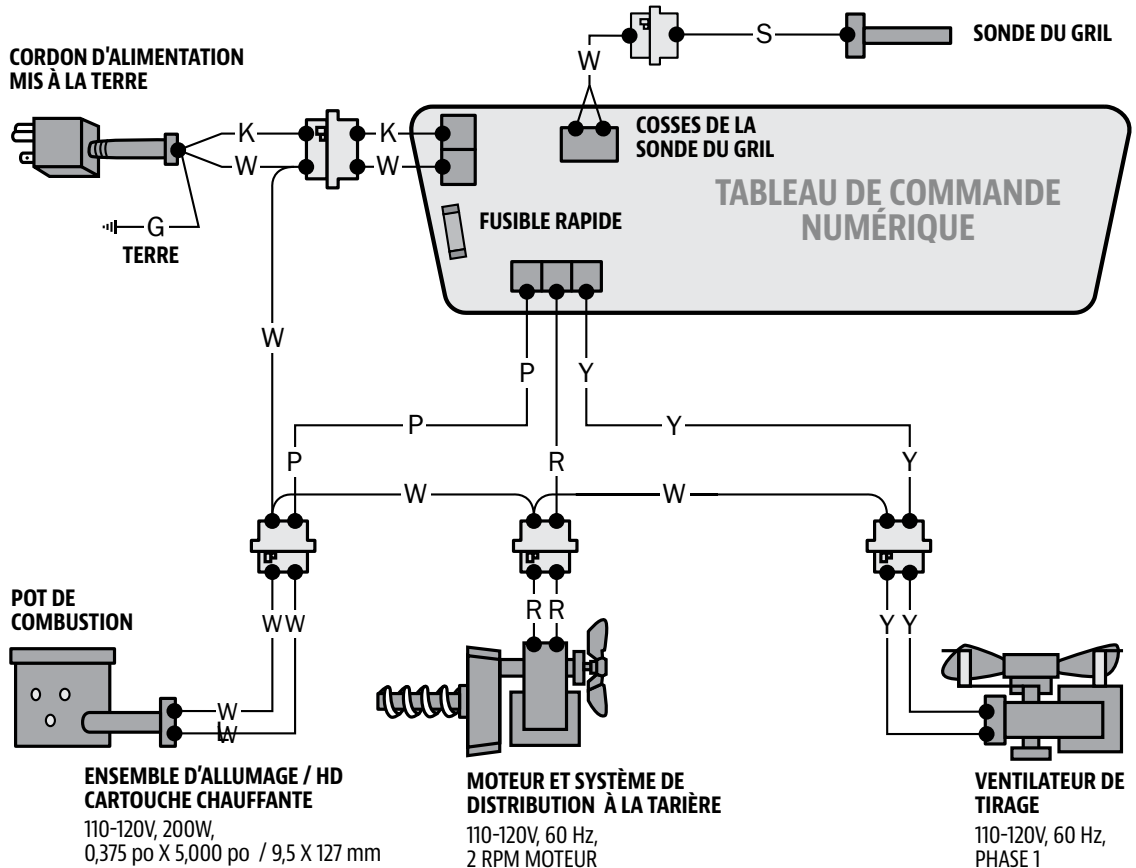 CORDON D'ALIMENTATION
MIS À LA TERRE
SONDE DU GRIL
S
W
K
K
W
W
G
TERRE
COSSES DE LA
SONDE DU GRIL
TABLEAU DE COMMANDE
NUMÉRIQUE
FUSIBLE RAPIDE
W
P
Y
P
Y
P
R
Y
W
W
POT DE
COMBUSTION
W W
R R
Y Y
W
W
ENSEMBLE D'ALLUMAGE / HD
CARTOUCHE CHAUFFANTE
110-120V, 200W,
0,375 po X 5,000 po / 9,5 X 127 mm
MOTEUR ET SYSTÈME DE
DISTRIBUTION À LA TARIÈRE
110-120V, 60 Hz,
2 RPM MOTEUR
VENTILATEUR DE
TIRAGE
110-120V, 60 Hz,
PHASE 1